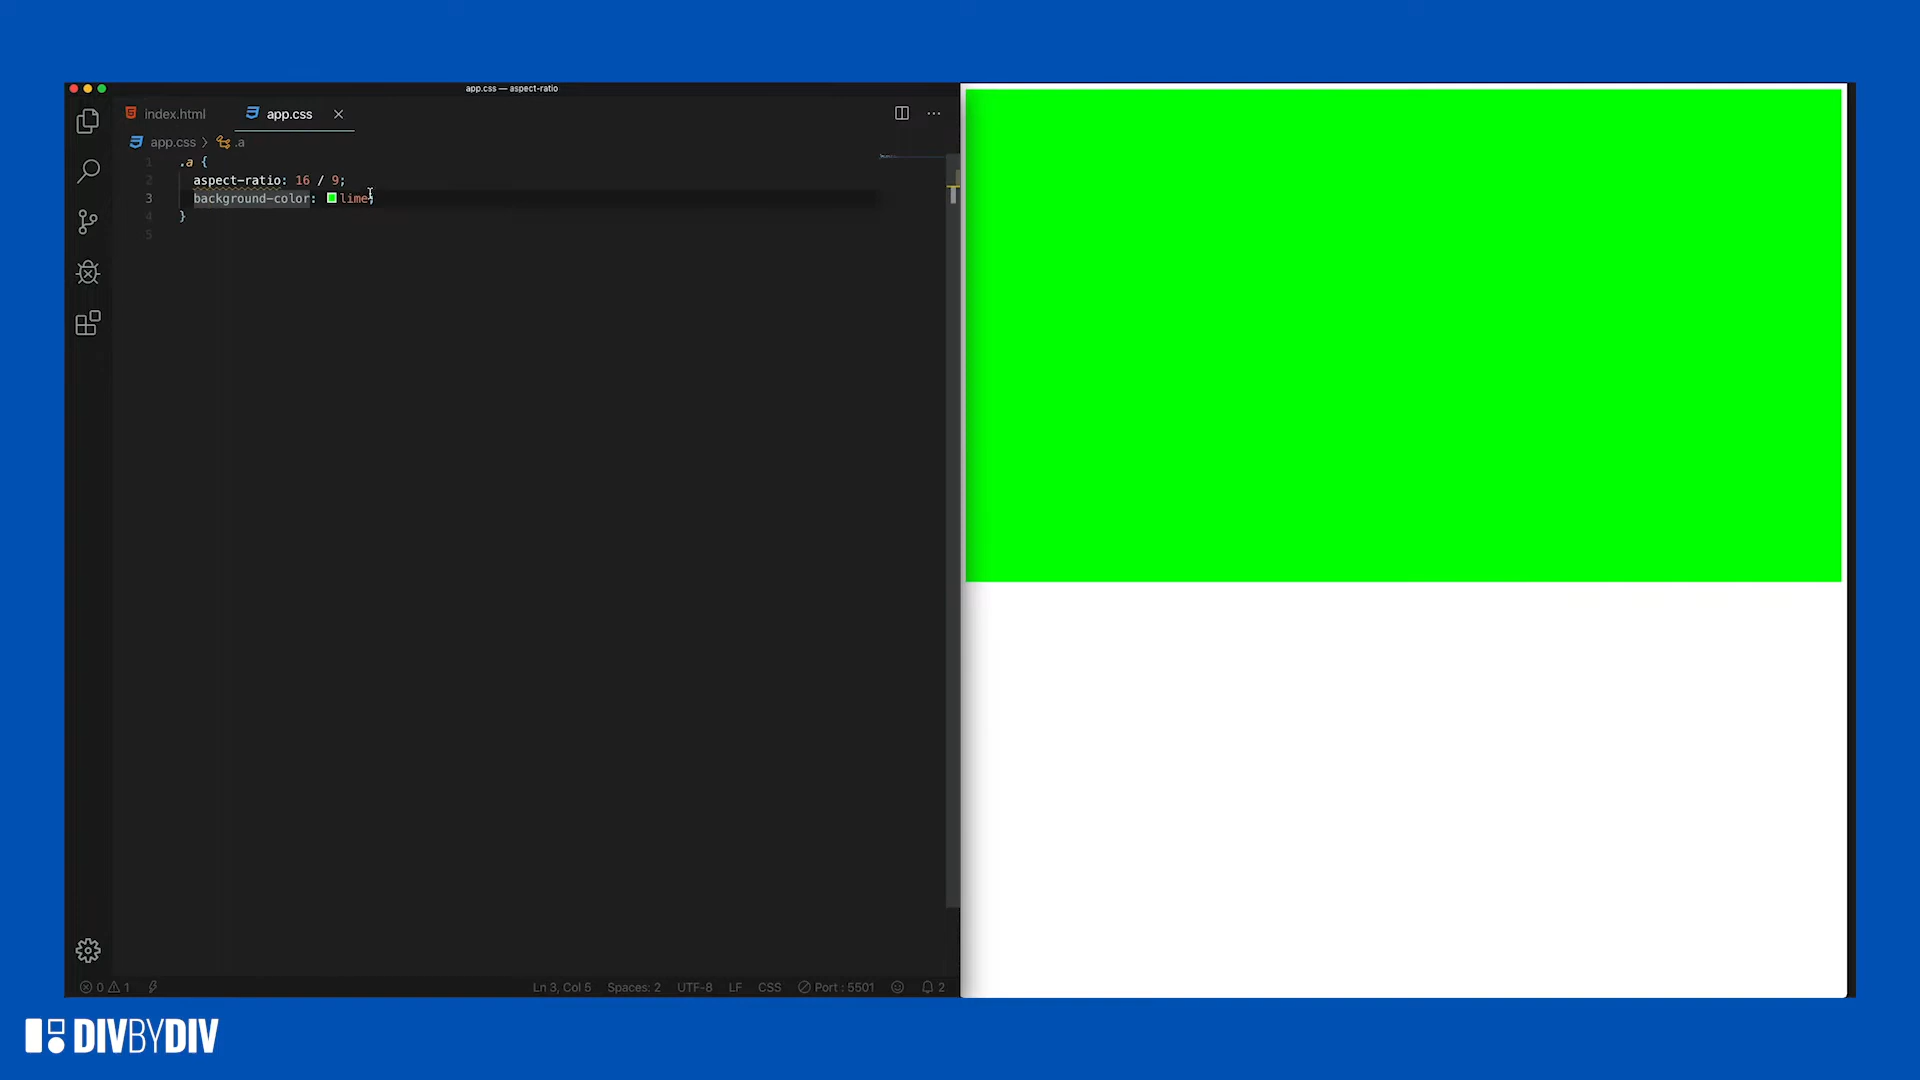 app.css — aspect-ratio
index.html
app.css
app.css > .a
1 .a {
2 aspect-ratio: 16 / 9;
3 background-color: lime;
4 }
5
0 1
Ln 3, Col 5
Spaces: 2
UTF-8
LF
CSS
Port : 5501
2
DIVBYDIV